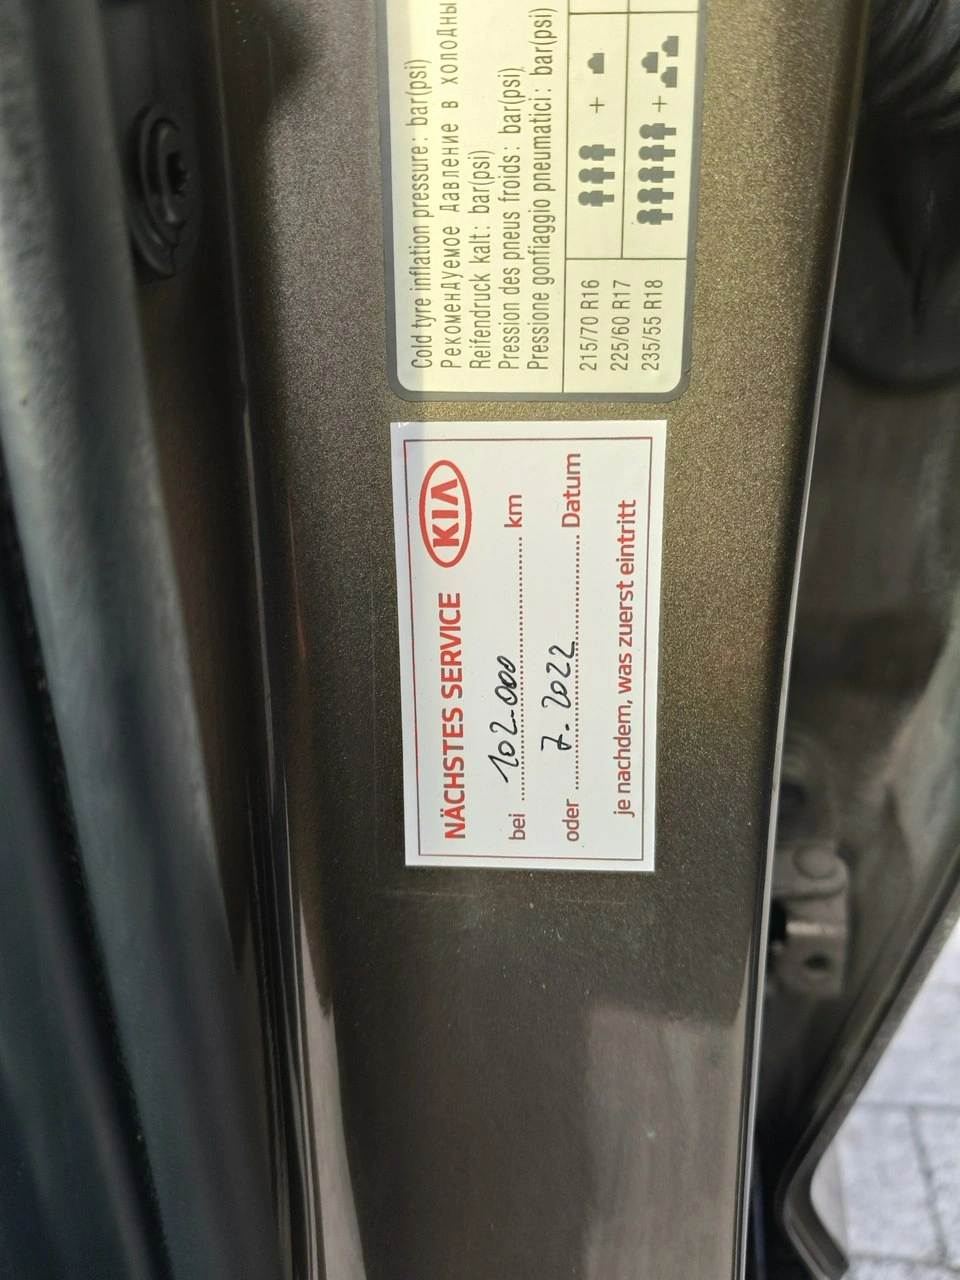 Cold tyre inflation pressure: bar(psi)
Рекомендуемое давление в холодны
Reifendruck kalt: bar(psi)
Pression des pneus froids: bar(psi)
Pressione gonfiaggio pneumatici: bar(psi)
215/70 R16
225/60 R17
235/55 R18
+
+
NÄCHSTES SERVICE KIA
bei 102.000 km
oder 7.2022 Datum
je nachdem, was zuerst eintritt